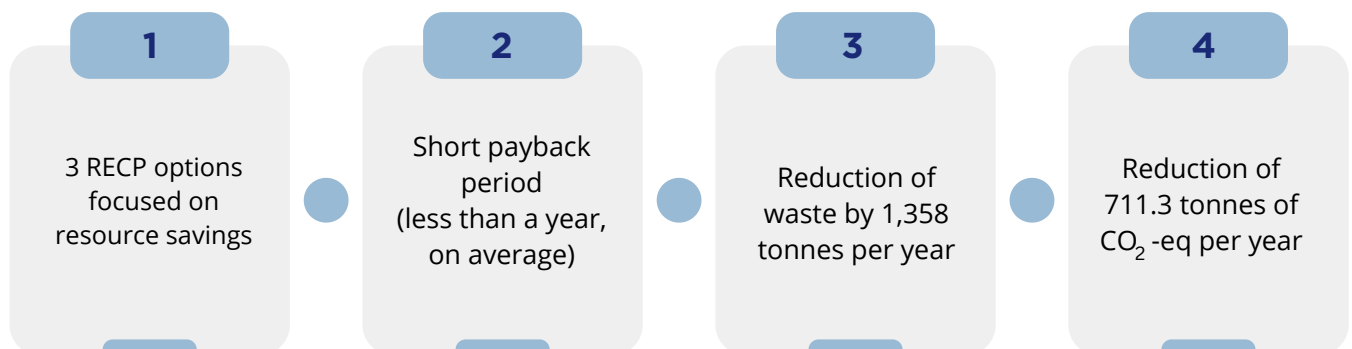 1
3 RECP options
focused on
resource savings
2
Short payback
period
(less than a year,
on average)
3
Reduction of
waste by 1,358
tonnes per year
4
Reduction of
711.3 tonnes of
CO₂ -eq per year